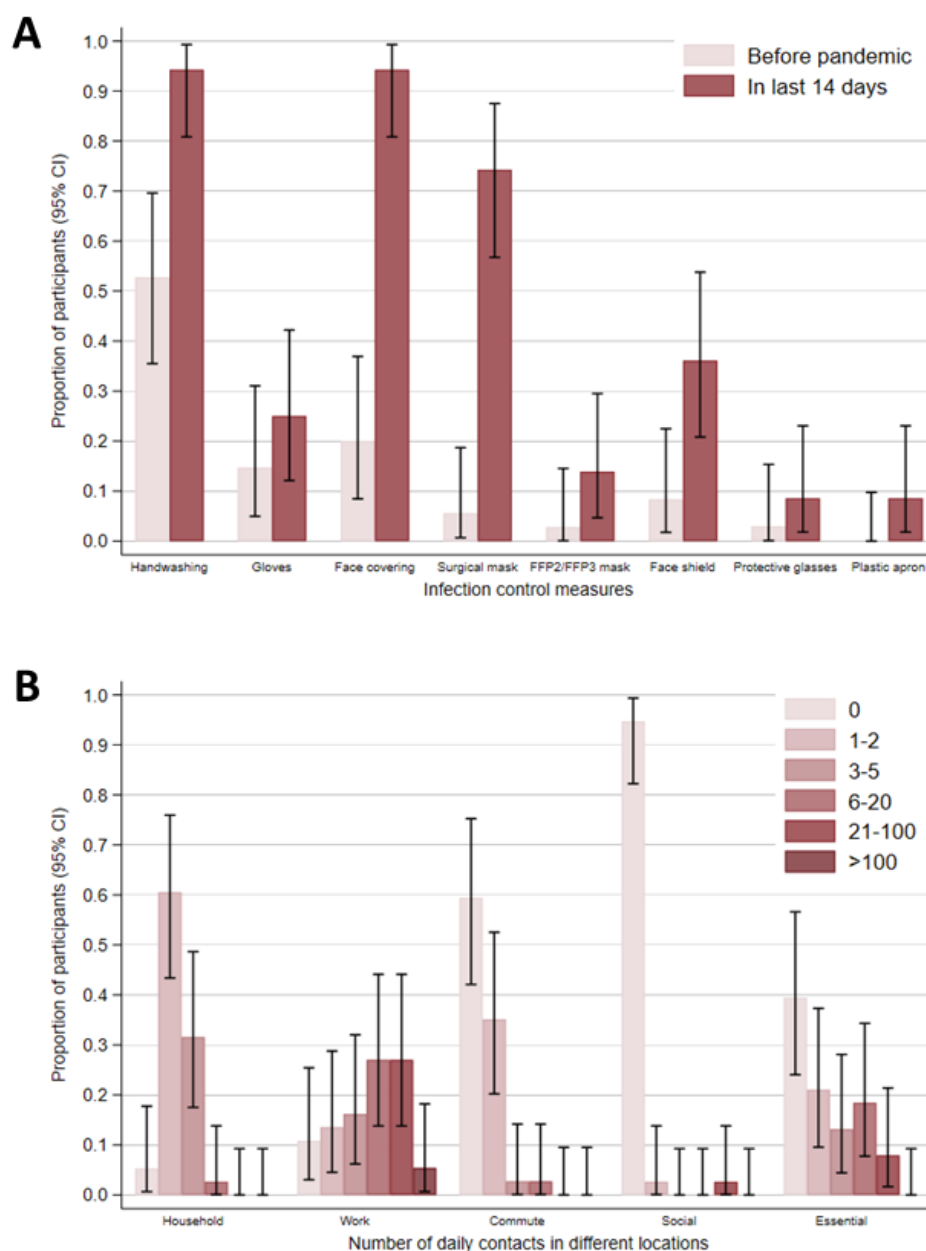 A
Before pandemic
In last 14 days
Proportion of participants (95% CI)
1.0
0.9
0.8
0.7
0.6
0.5
0.4
0.3
0.2
0.1
0.0
Handwashing Gloves Face covering Surgical mask FFP2/FFP3 mask Face shield Protective glasses Plastic apron
Infection control measures
B
0
1-2
3-5
6-20
21-100
>100
Proportion of participants (95% CI)
1.0
0.9
0.8
0.7
0.6
0.5
0.4
0.3
0.2
0.1
0.0
Household Work Commute Social Essential
Number of daily contacts in different locations